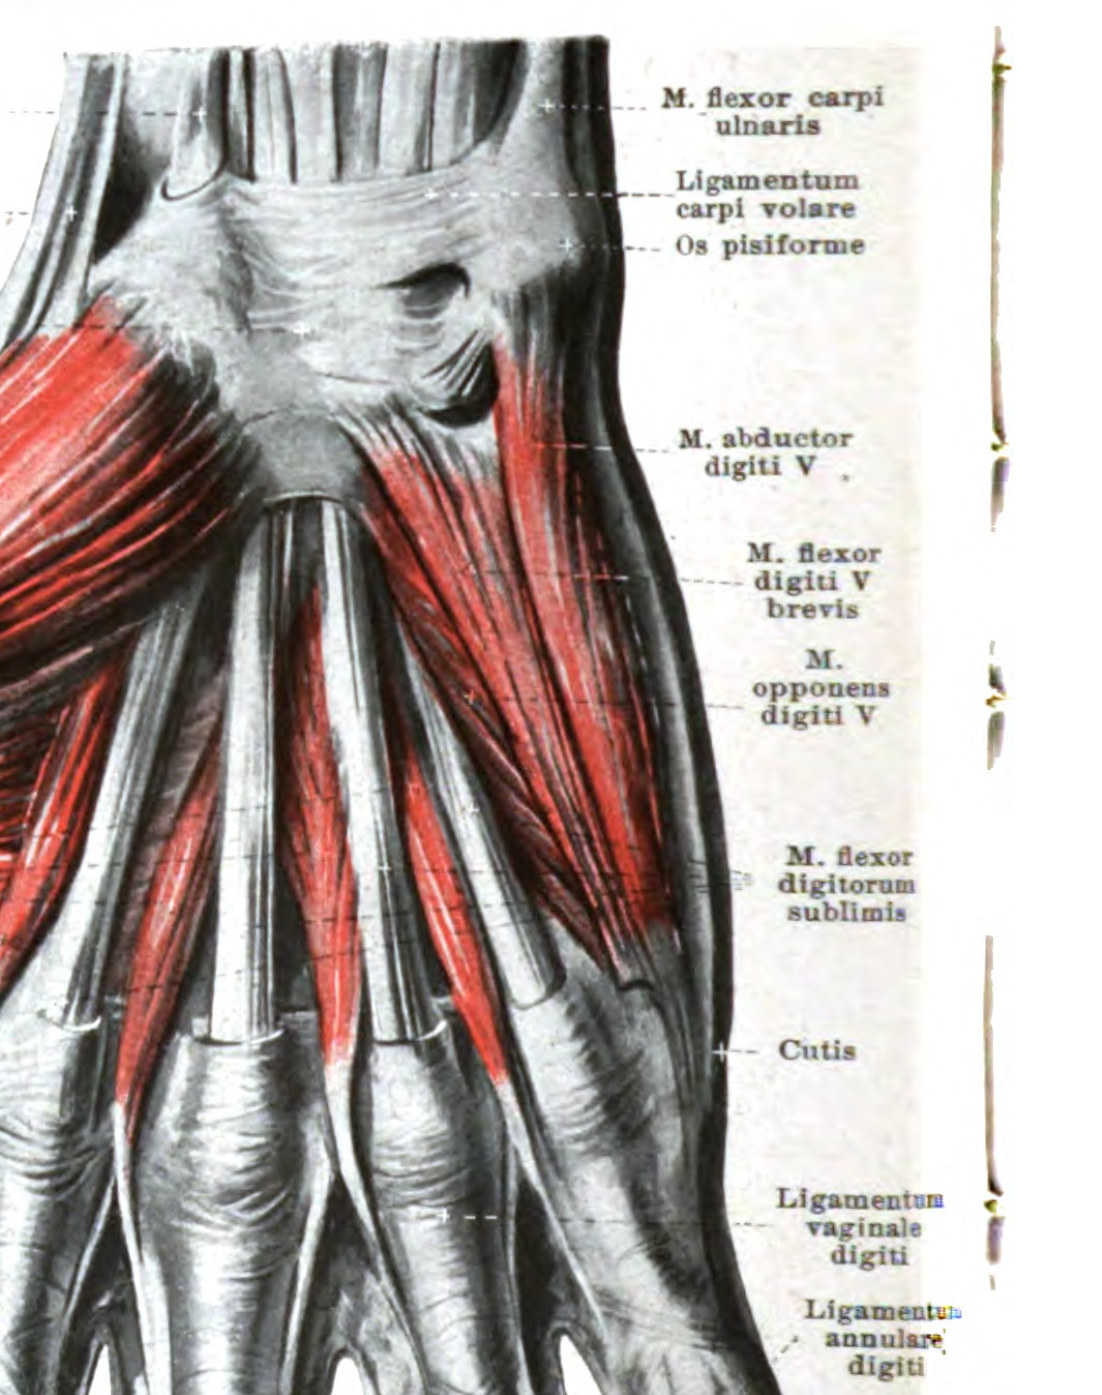 M. flexor carpi
ulnaris
Ligamentum
carpi volare
Os pisiforme
M. abductor
digiti V
M. flexor
digiti V
brevis
M.
opponens
digiti V
M. flexor
digitorum
sublimis
Cutis
Ligamentum
vaginale
digiti
Ligamentum
annulare
digiti